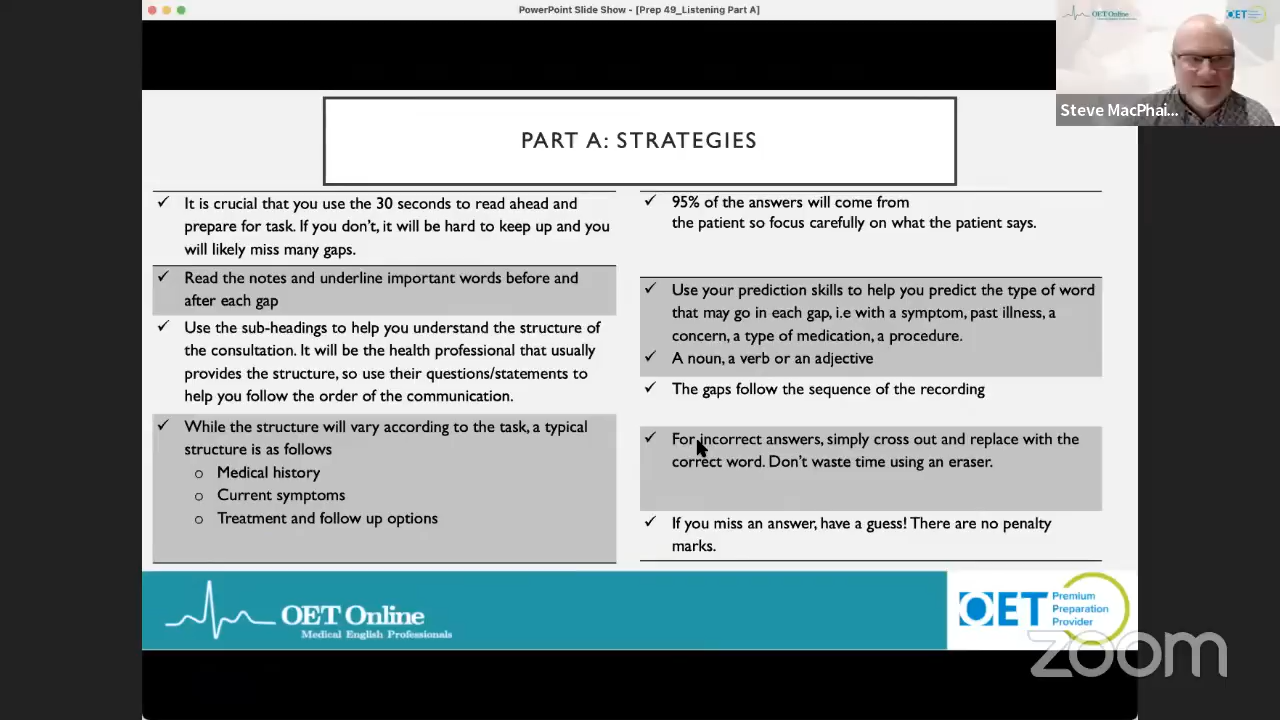 PowerPoint Slide Show - [Prep 49_Listening Part A]
OET Online
OET
Steve MacPhai...
PART A: STRATEGIES
✓ It is crucial that you use the 30 seconds to read ahead and
prepare for task. If you don't, it will be hard to keep up and you
will likely miss many gaps.
✓ Read the notes and underline important words before and
after each gap
✓ Use the sub-headings to help you understand the structure of
the consultation. It will be the health professional that usually
provides the structure, so use their questions/statements to
help you follow the order of the communication.
✓ While the structure will vary according to the task, a typical
structure is as follows
o Medical history
o Current symptoms
o Treatment and follow up options
✓ 95% of the answers will come from
the patient so focus carefully on what the patient says.
✓ Use your prediction skills to help you predict the type of word
that may go in each gap, i.e with a symptom, past illness, a
concern, a type of medication, a procedure.
✓ A noun, a verb or an adjective
✓ The gaps follow the sequence of the recording
✓ For incorrect answers, simply cross out and replace with the
correct word. Don't waste time using an eraser.
✓ If you miss an answer, have a guess! There are no penalty
marks.
OET Online
Medical English Professionals
OET
Premium
Preparation
Provider
zoom